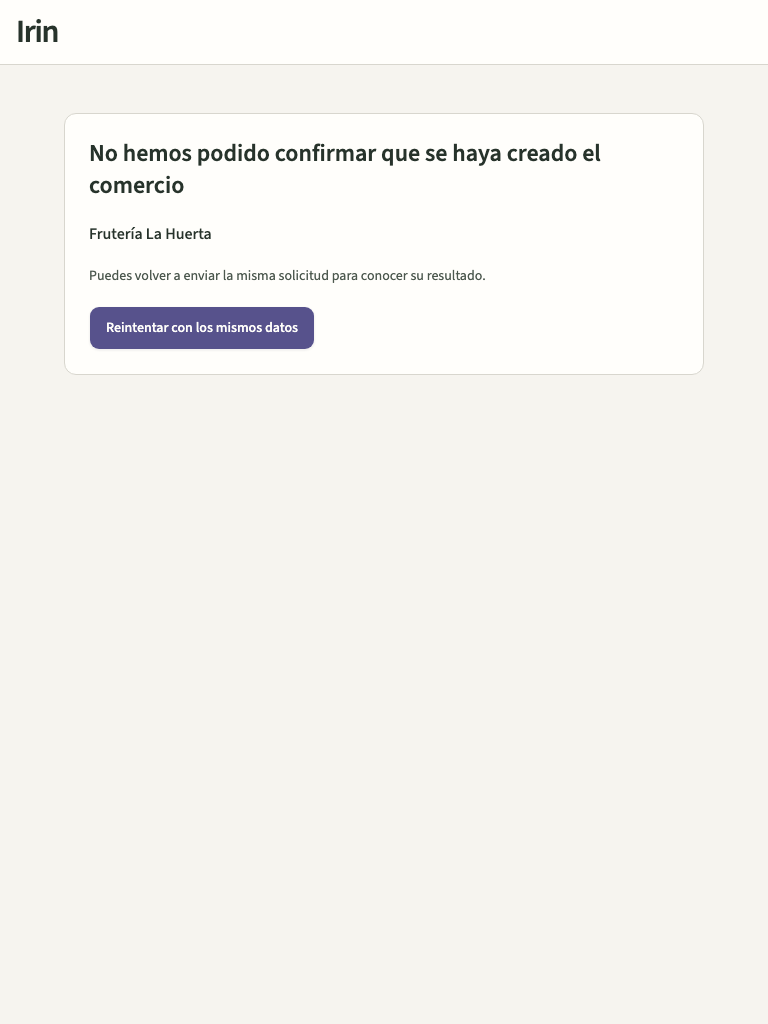 Irin
No hemos podido confirmar que se haya creado el
comercio
Frutería La Huerta
Puedes volver a enviar la misma solicitud para conocer su resultado.
Reintentar con los mismos datos